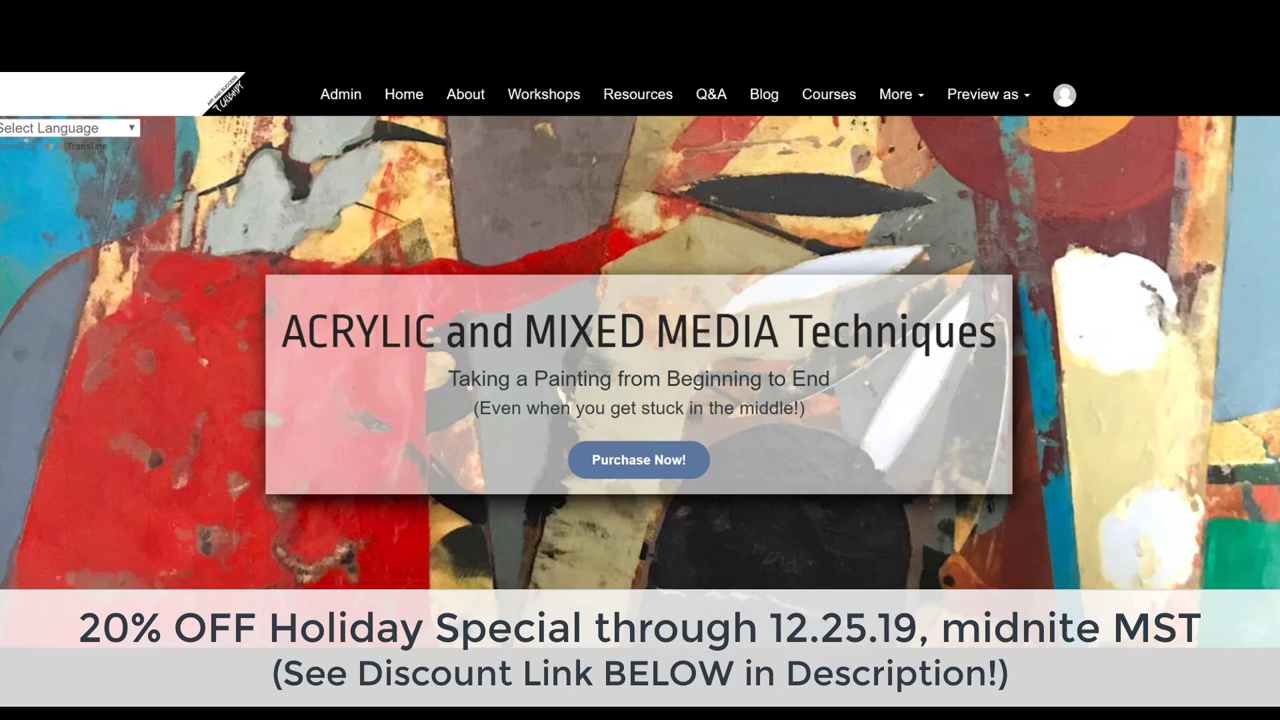 Admin Home About Workshops Resources Q&A Blog Courses More Preview as
Select Language
Translate
ACRYLIC and MIXED MEDIA Techniques
Taking a Painting from Beginning to End
(Even when you get stuck in the middle!)
Purchase Now!
20% OFF Holiday Special through 12.25.19, midnite MST
(See Discount Link BELOW in Description!)